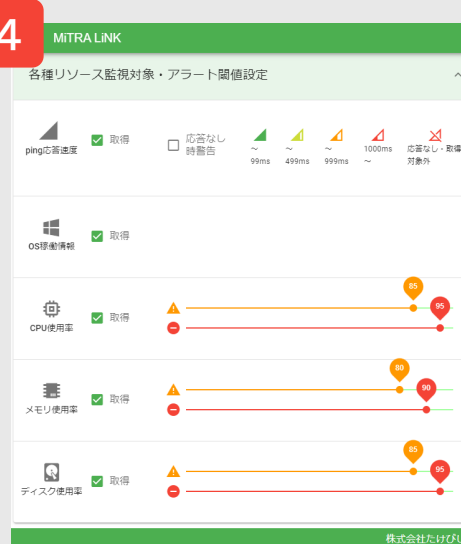 4
MiTRA LiNK
各種リソース監視対象・アラート閾値設定
ping応答速度
取得
応答なし
時警告
～
99ms
～
499ms
～
999ms
1000ms
～
応答なし・取得
対象外
OS稼働情報
取得
CPU使用率
取得
85
95
メモリ使用率
取得
80
90
ディスク使用率
取得
85
95
株式会社たけびし